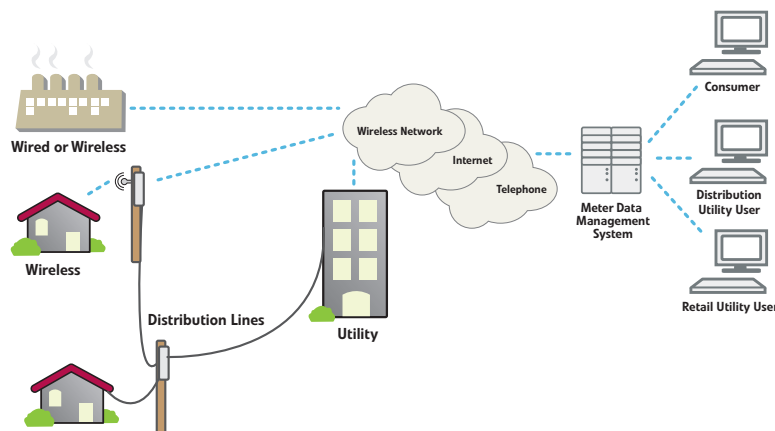 Consumer
Wireless Network
Wired or Wireless
Internet
Telephone
Distribution
Utility User
Meter Data
Management
System
Wireless
Retail Utility User
Distribution Lines
Utility